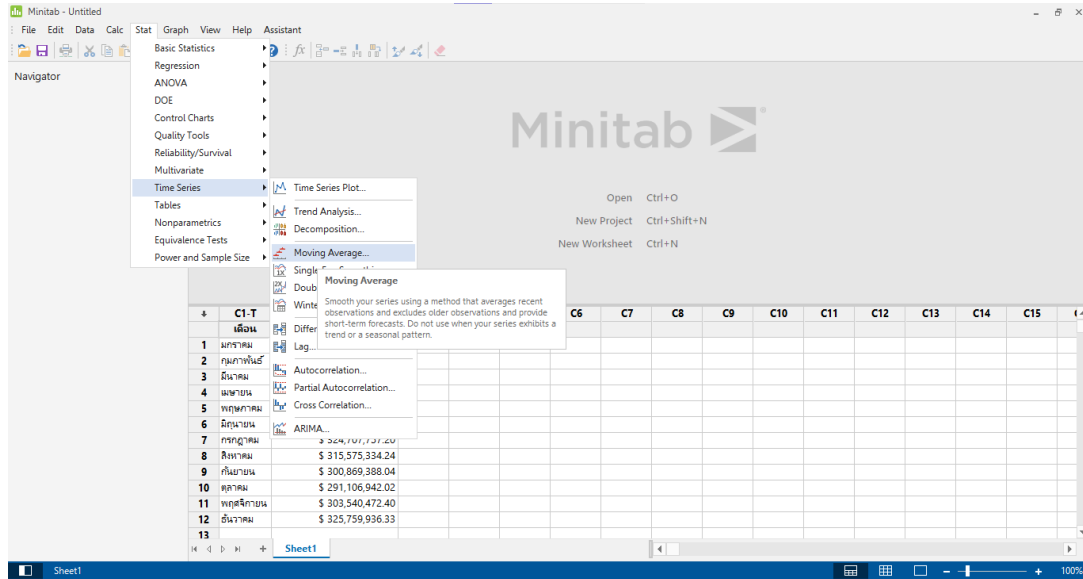 Minitab - Untitled
File Edit Data Calc Stat Graph View Help Assistant
Basic Statistics
Regression
Navigator
ANOVA
DOE
Control Charts
Quality Tools
Reliability/Survival
Multivariate
Time Series
Tables
Nonparametrics
Equivalence Tests
Power and Sample Size
Time Series Plot...
Trend Analysis...
Decomposition...
Moving Average...
Moving Average
Smooth your series using a method that averages recent
observations and excludes older observations and provide
short-term forecasts. Do not use when your series exhibits a
trend or a seasonal pattern.
Lag...
Autocorrelation...
Partial Autocorrelation...
Cross Correlation...
ARIMA...
Minitab
Open Ctrl+O
New Project Ctrl+Shift+N
New Worksheet Ctrl+N
C1-T C6 C7 C8 C9 C10 C11 C12 C13 C14 C15
เดือน
1 มกราคม
2 กุมภาพันธ์
3 มีนาคม
4 เมษายน
5 พฤษภาคม
6 มิถุนายน
7 กรกฎาคม
8 สิงหาคม $ 315,575,334.24
9 กันยายน $ 300,869,388.04
10 ตุลาคม $ 291,106,942.02
11 พฤศจิกายน $ 303,540,472.40
12 ธันวาคม $ 325,759,936.33
13
Sheet1
Sheet1 100%